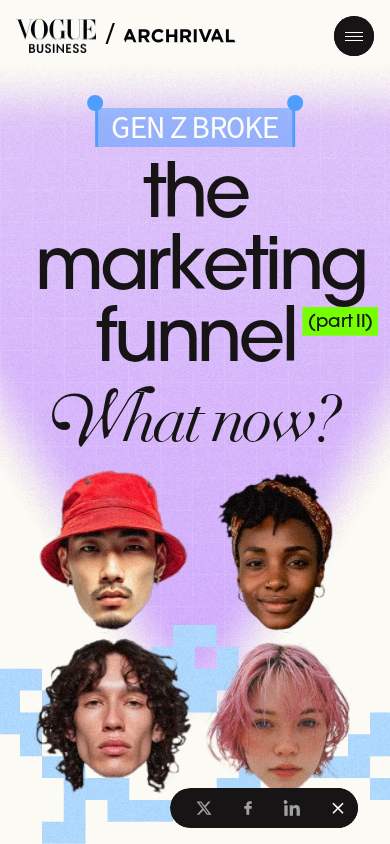 VOGUE
BUSINESS
/ ARCHRIVAL
GEN Z BROKE
the
marketing
funnel
(part II)
What now?